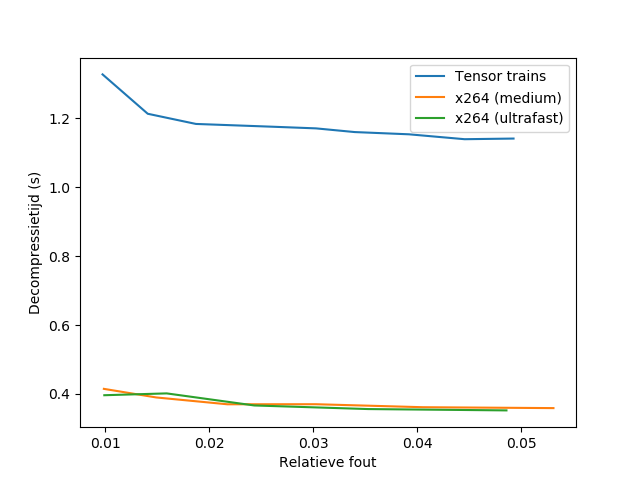 Tensor trains
x264 (medium)
x264 (ultrafast)
1.2
1.0
0.8
0.6
0.4
Decompressietijd (s)
0.01 0.02 0.03 0.04 0.05
Relatieve fout